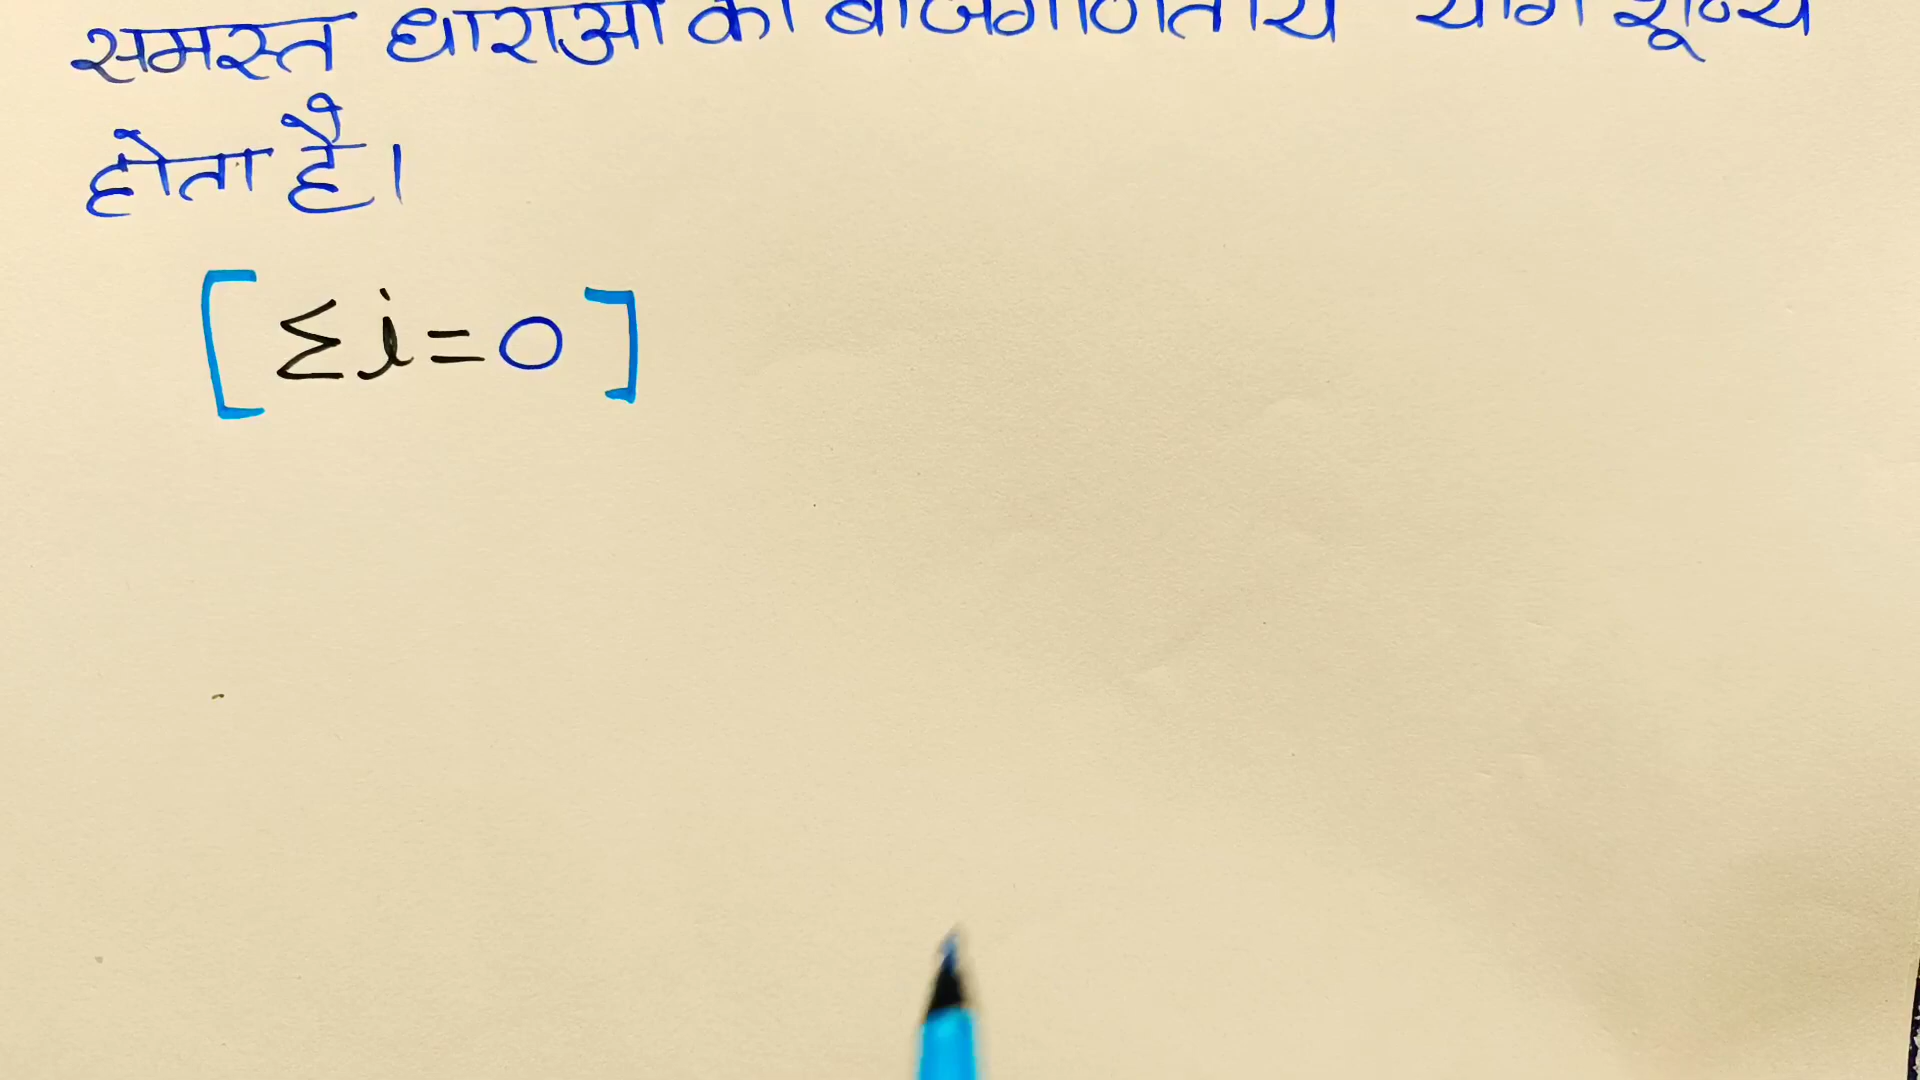 समस्त धाराओं का बीजगणितीय योग शून्य
होता है।
[ Σi=0 ]